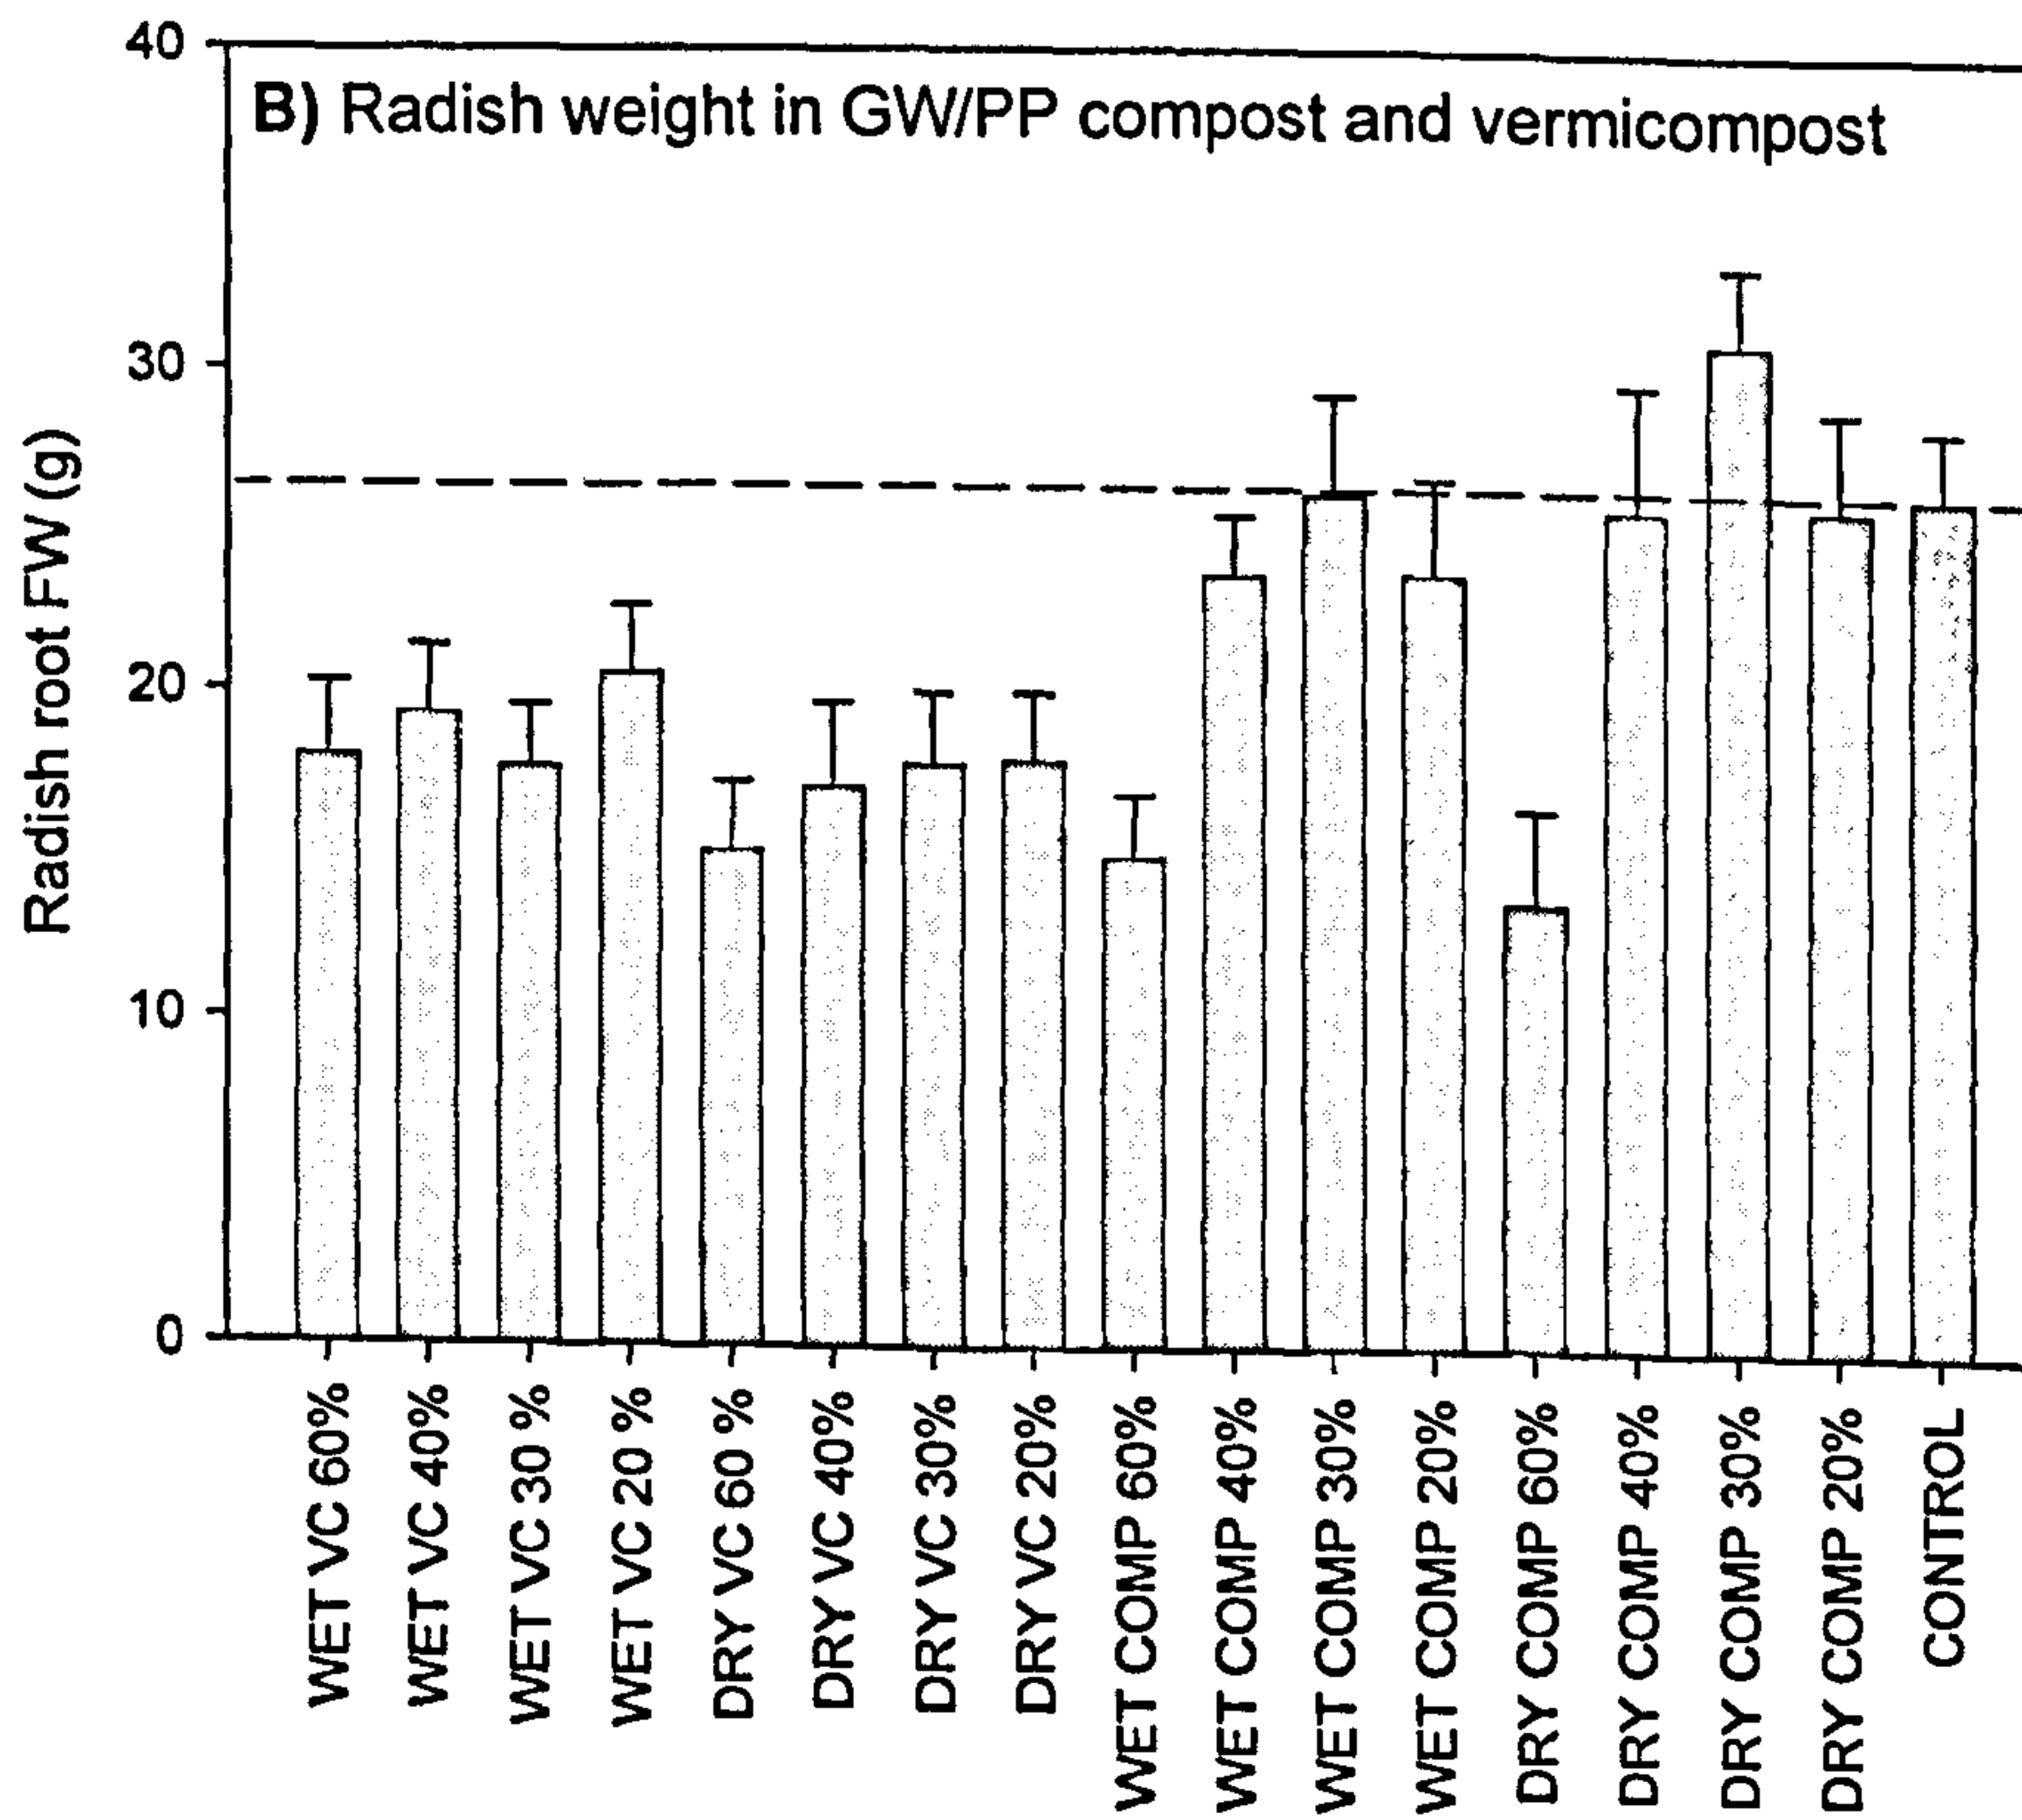 B) Radish weight in GW/PP compost and vermicompost
Radish root FW (g)
40
30
20
10
0
WET VC 60%
WET VC 40%
WET VC 30 %
WET VC 20 %
DRY VC 60 %
DRY VC 40%
DRY VC 30%
DRY VC 20%
WET COMP 60%
WET COMP 40%
WET COMP 30%
WET COMP 20%
DRY COMP 60%
DRY COMP 40%
DRY COMP 30%
DRY COMP 20%
CONTROL